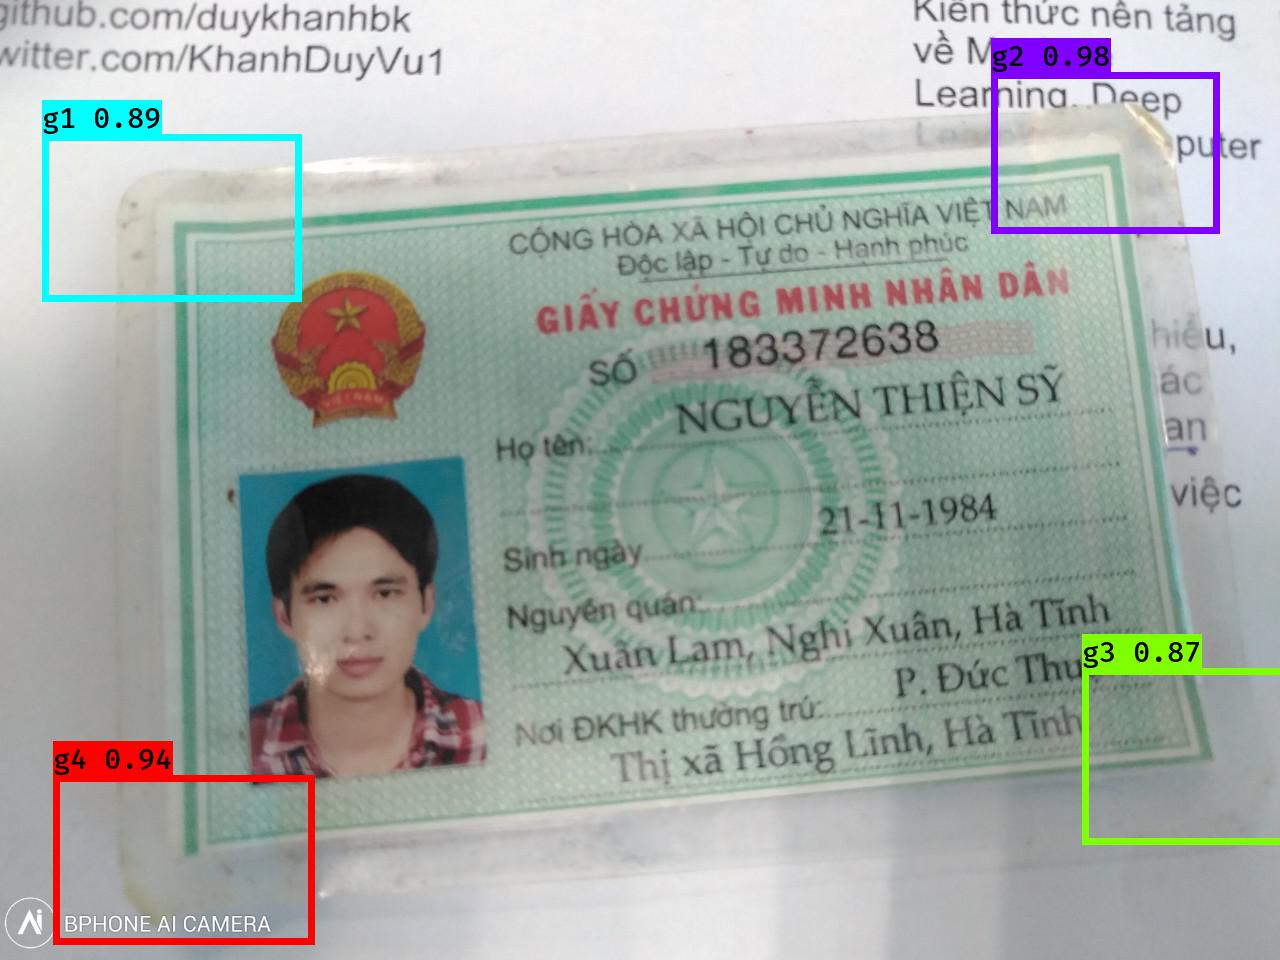 github.com/duykhanhbk
twitter.com/KhanhDuyVu1
Kiến thức nền tảng
về M
Learning, Deep
puter
hiểu,
ác
an
việc
g1 0.89
g2 0.98
CỘNG HÒA XÃ HỘI CHỦ NGHĨA VIỆT NAM
Độc lập - Tự do - Hạnh phúc
GIẤY CHỨNG MINH NHÂN DÂN
SỐ 183372638
VIỆT NAM
Họ tên: NGUYỄN THIỆN SỸ
Sinh ngày 21-11-1984
Nguyên quán:
Xuân Lam, Nghi Xuân, Hà Tĩnh
Nơi ĐKHK thường trú: P. Đức Thu
Thị xã Hồng Lĩnh, Hà Tĩnh
g3 0.87
g4 0.94
Ai BPHONE AI CAMERA